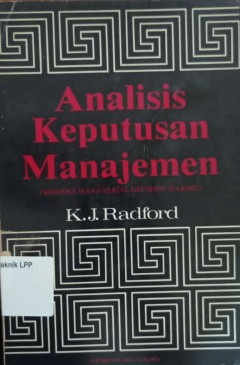 Analisis
Keputusan
Manajemen
(MODERN MANAGERIAL DECISION MAKING)
K.J. Radford
Teknik LPP